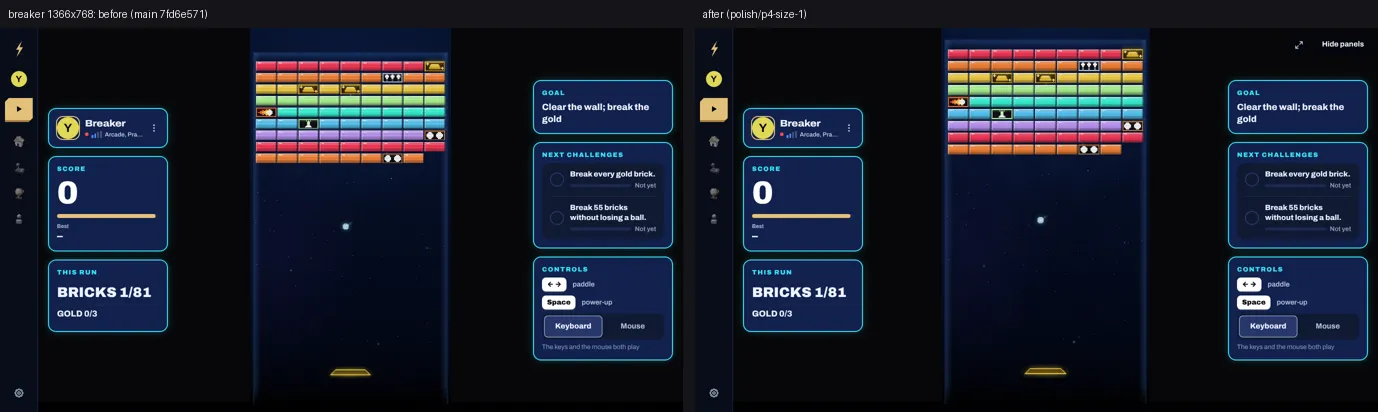 breaker 1366x768: before (main 7fd6e571)
Y
Y
Breaker
Arcade, Pra...
SCORE
0
Best
–
THIS RUN
BRICKS 1/81
GOLD 0/3
GOAL
Clear the wall; break the
gold
NEXT CHALLENGES
Break every gold brick.
Not yet
Break 55 bricks
without losing a ball.
Not yet
CONTROLS
← → paddle
Space power-up
Keyboard Mouse
The keys and the mouse both play
after (polish/p4-size-1)
Hide panels
Y
Y
Breaker
Arcade, Pra...
SCORE
0
Best
–
THIS RUN
BRICKS 1/81
GOLD 0/3
GOAL
Clear the wall; break the
gold
NEXT CHALLENGES
Break every gold brick.
Not yet
Break 55 bricks
without losing a ball.
Not yet
CONTROLS
← → paddle
Space power-up
Keyboard Mouse
The keys and the mouse both play